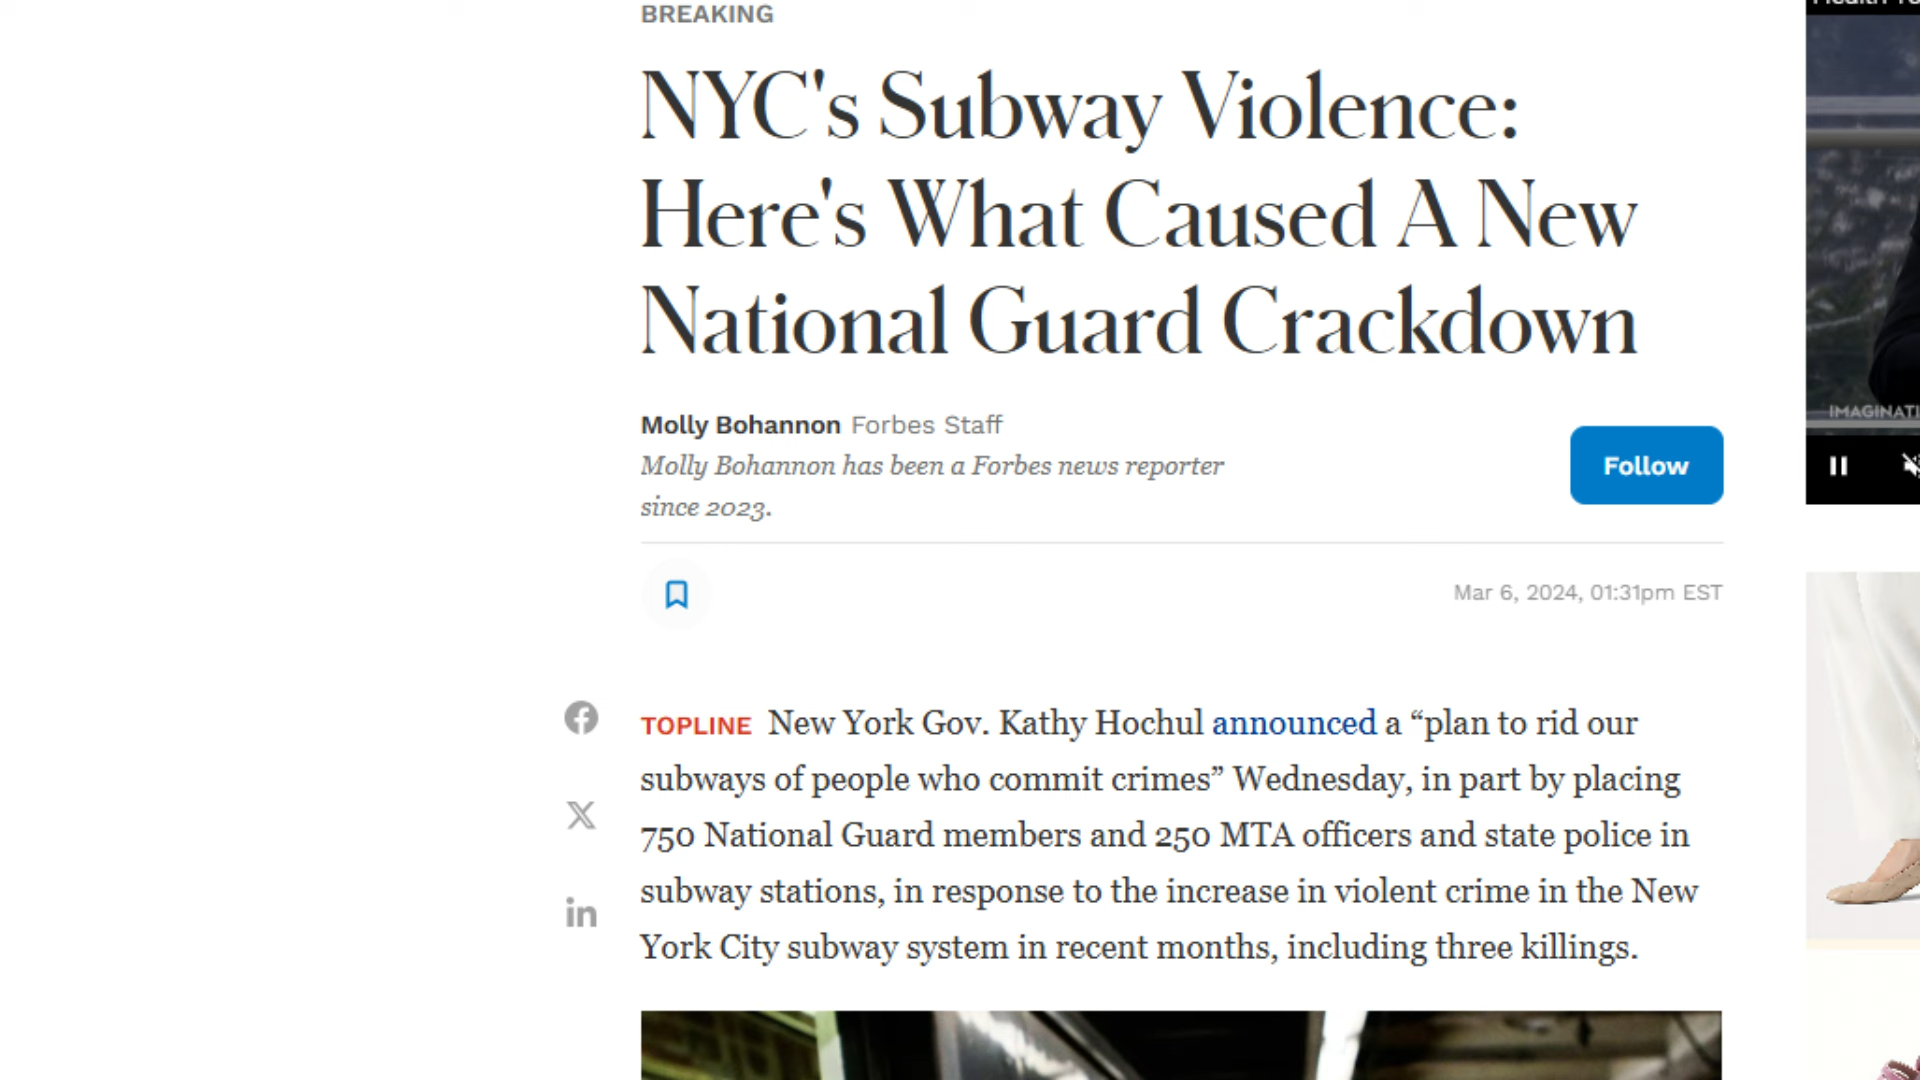 BREAKING
NYC's Subway Violence:
Here's What Caused A New
National Guard Crackdown
Molly Bohannon Forbes Staff
Molly Bohannon has been a Forbes news reporter
since 2023.
Follow
Mar 6, 2024, 01:31pm EST
TOPLINE New York Gov. Kathy Hochul announced a “plan to rid our
subways of people who commit crimes” Wednesday, in part by placing
750 National Guard members and 250 MTA officers and state police in
subway stations, in response to the increase in violent crime in the New
York City subway system in recent months, including three killings.